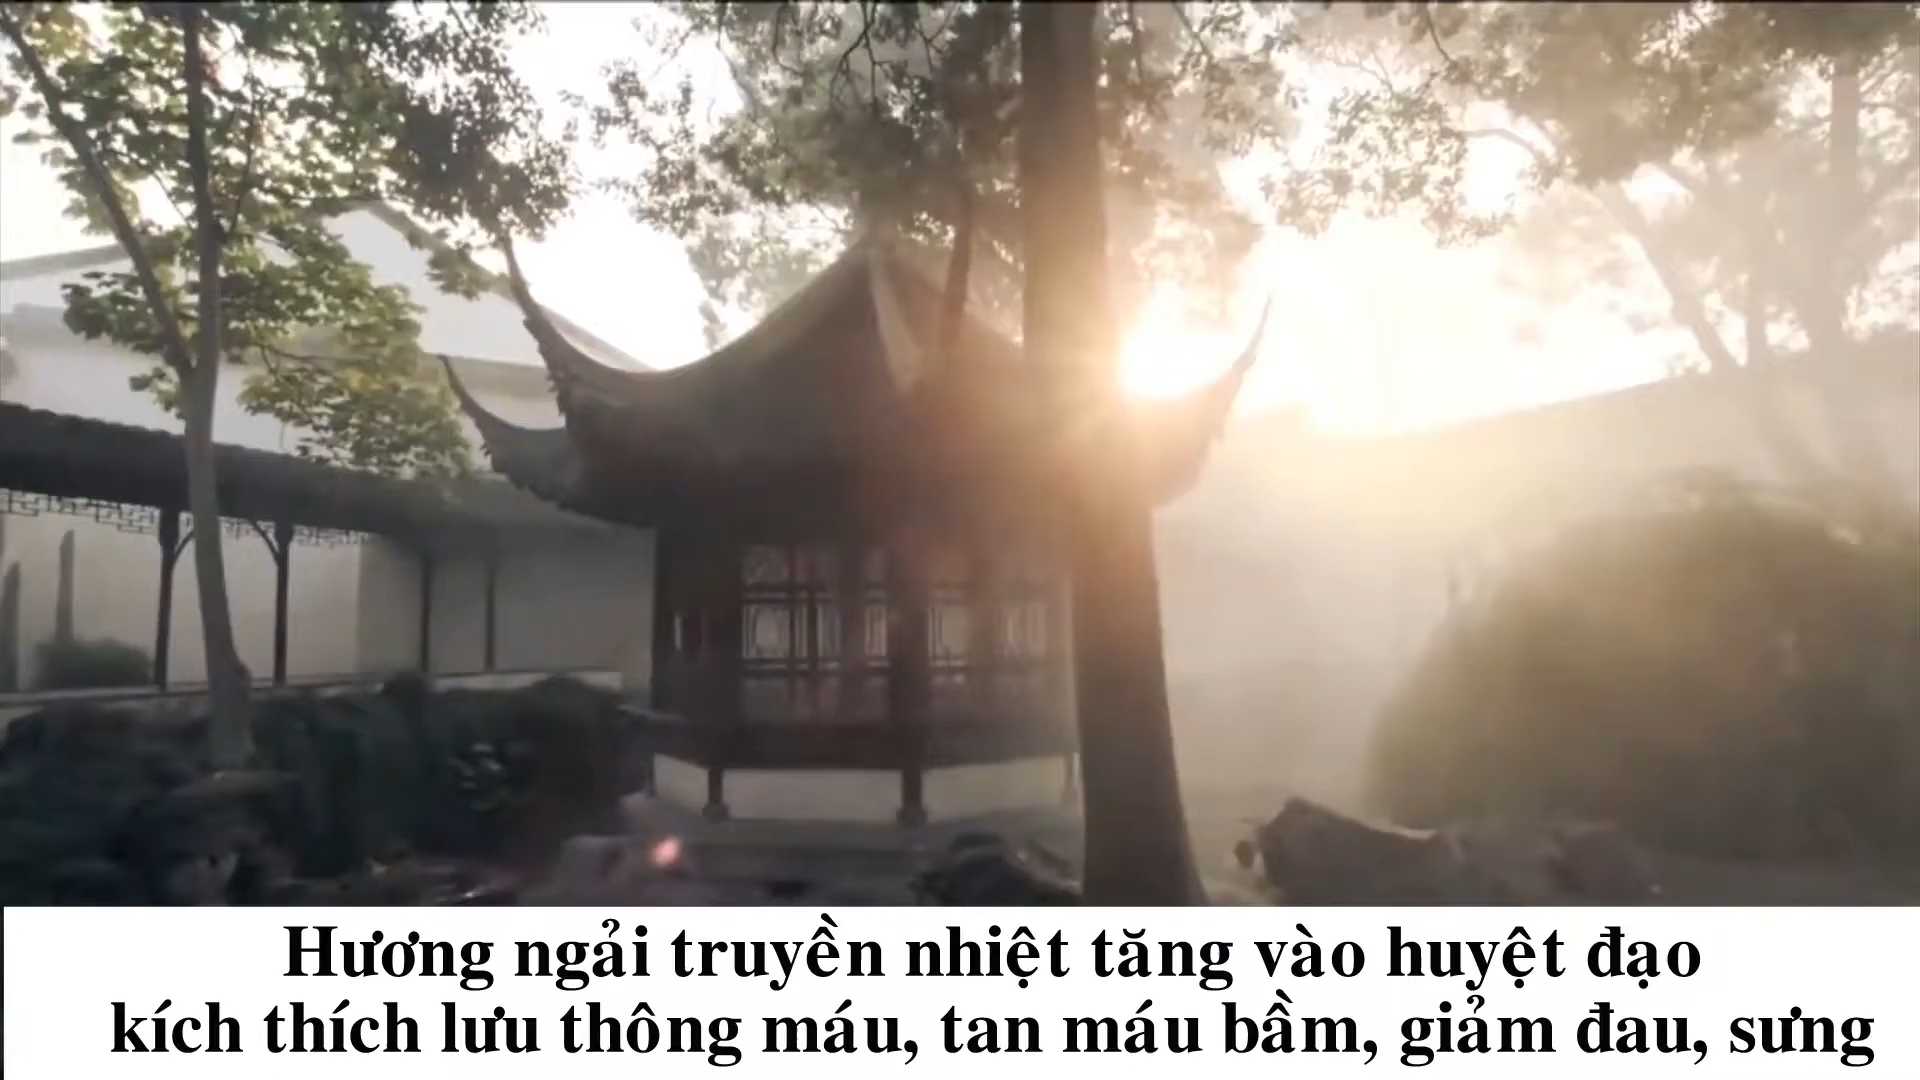 Hương ngải truyền nhiệt tăng vào huyệt đạo
kích thích lưu thông máu, tan máu bầm, giảm đau, sưng